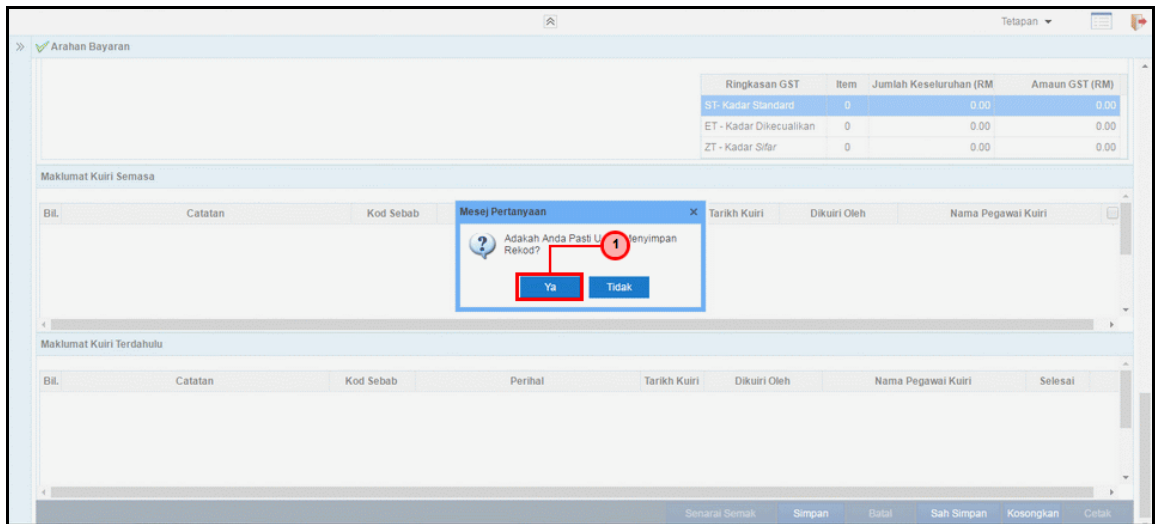 Tetapan
Arahan Bayaran
Ringkasan GST Item Jumlah Keseluruhan (RM Amaun GST (RM)
ST- Kadar Standard 0 0.00 0.00
ET - Kadar Dikecualikan 0 0.00 0.00
ZT - Kadar Sifar 0 0.00 0.00
Maklumat Kuiri Semasa
Bil. Catatan Kod Sebab Tarikh Kuiri Dikuiri Oleh Nama Pegawai Kuiri
Mesej Pertanyaan
Adakah Anda Pasti Menyimpan
Rekod?
1
Ya Tidak
Maklumat Kuiri Terdahulu
Bil. Catatan Kod Sebab Perihal Tarikh Kuiri Dikuiri Oleh Nama Pegawai Kuiri Selesai
Senarai Semak Simpan Batal Sah Simpan Kosongkan Cetak